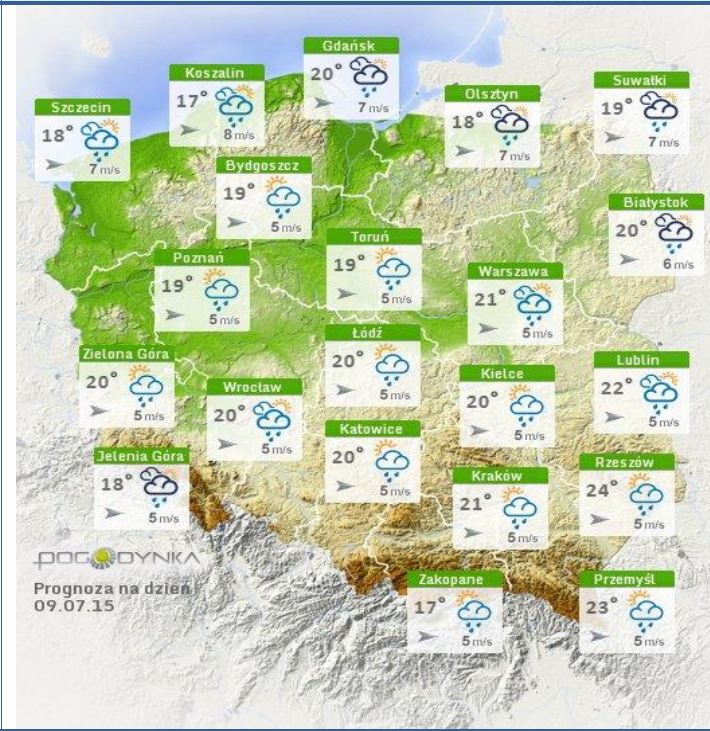 Gdańsk
20°
7 m/s
Koszalin
17°
8 m/s
Szczecin
18°
7 m/s
Olsztyn
18°
7 m/s
Suwałki
19°
7 m/s
Bydgoszcz
19°
5 m/s
Białystok
20°
6 m/s
Toruń
19°
5 m/s
Poznań
19°
5 m/s
Warszawa
21°
5 m/s
Łódź
20°
5 m/s
Zielona Góra
20°
5 m/s
Wrocław
20°
5 m/s
Kielce
20°
5 m/s
Lublin
22°
5 m/s
Katowice
20°
5 m/s
Jelenia Góra
18°
5 m/s
Kraków
21°
5 m/s
Rzeszów
24°
5 m/s
POGODYNKA
Prognoza na dzień
09.07.15
Zakopane
17°
5 m/s
Przemyśl
23°
5 m/s